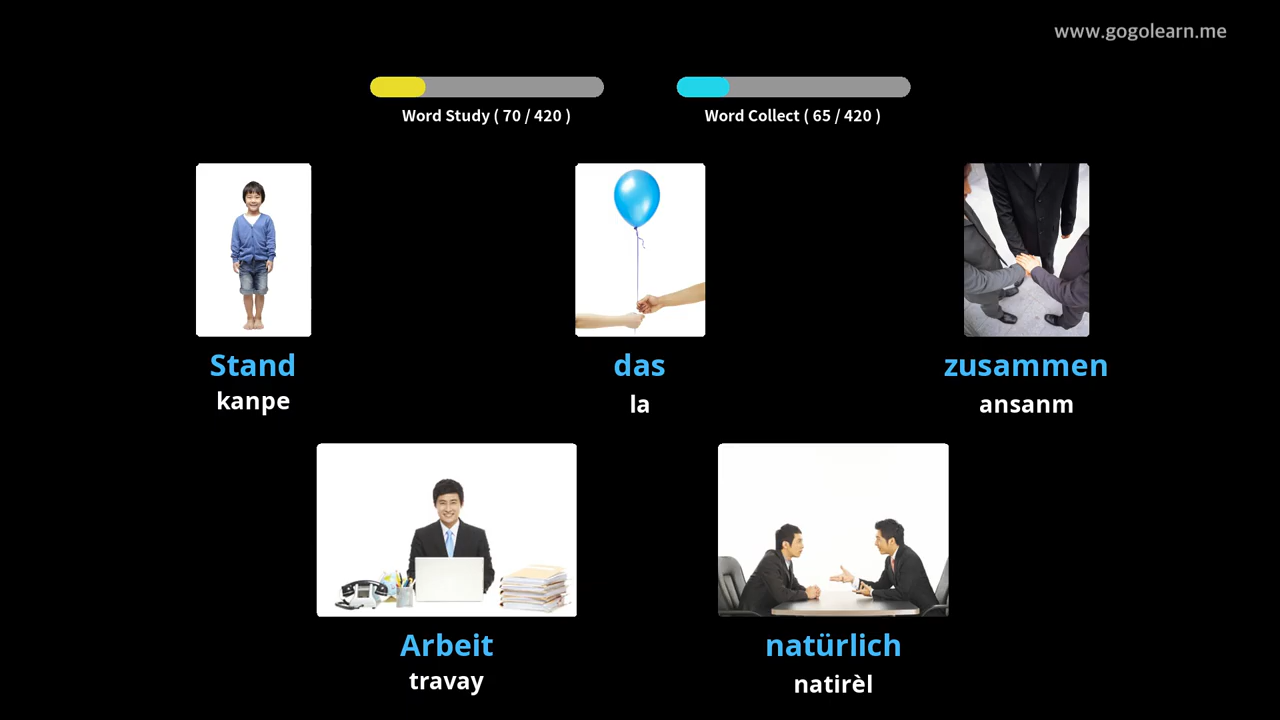 www.gogolearn.me
Word Study ( 70 / 420 )
Word Collect ( 65 / 420 )
Stand
kanpe
das
la
zusammen
ansanm
Arbeit
travay
natürlich
natirèl